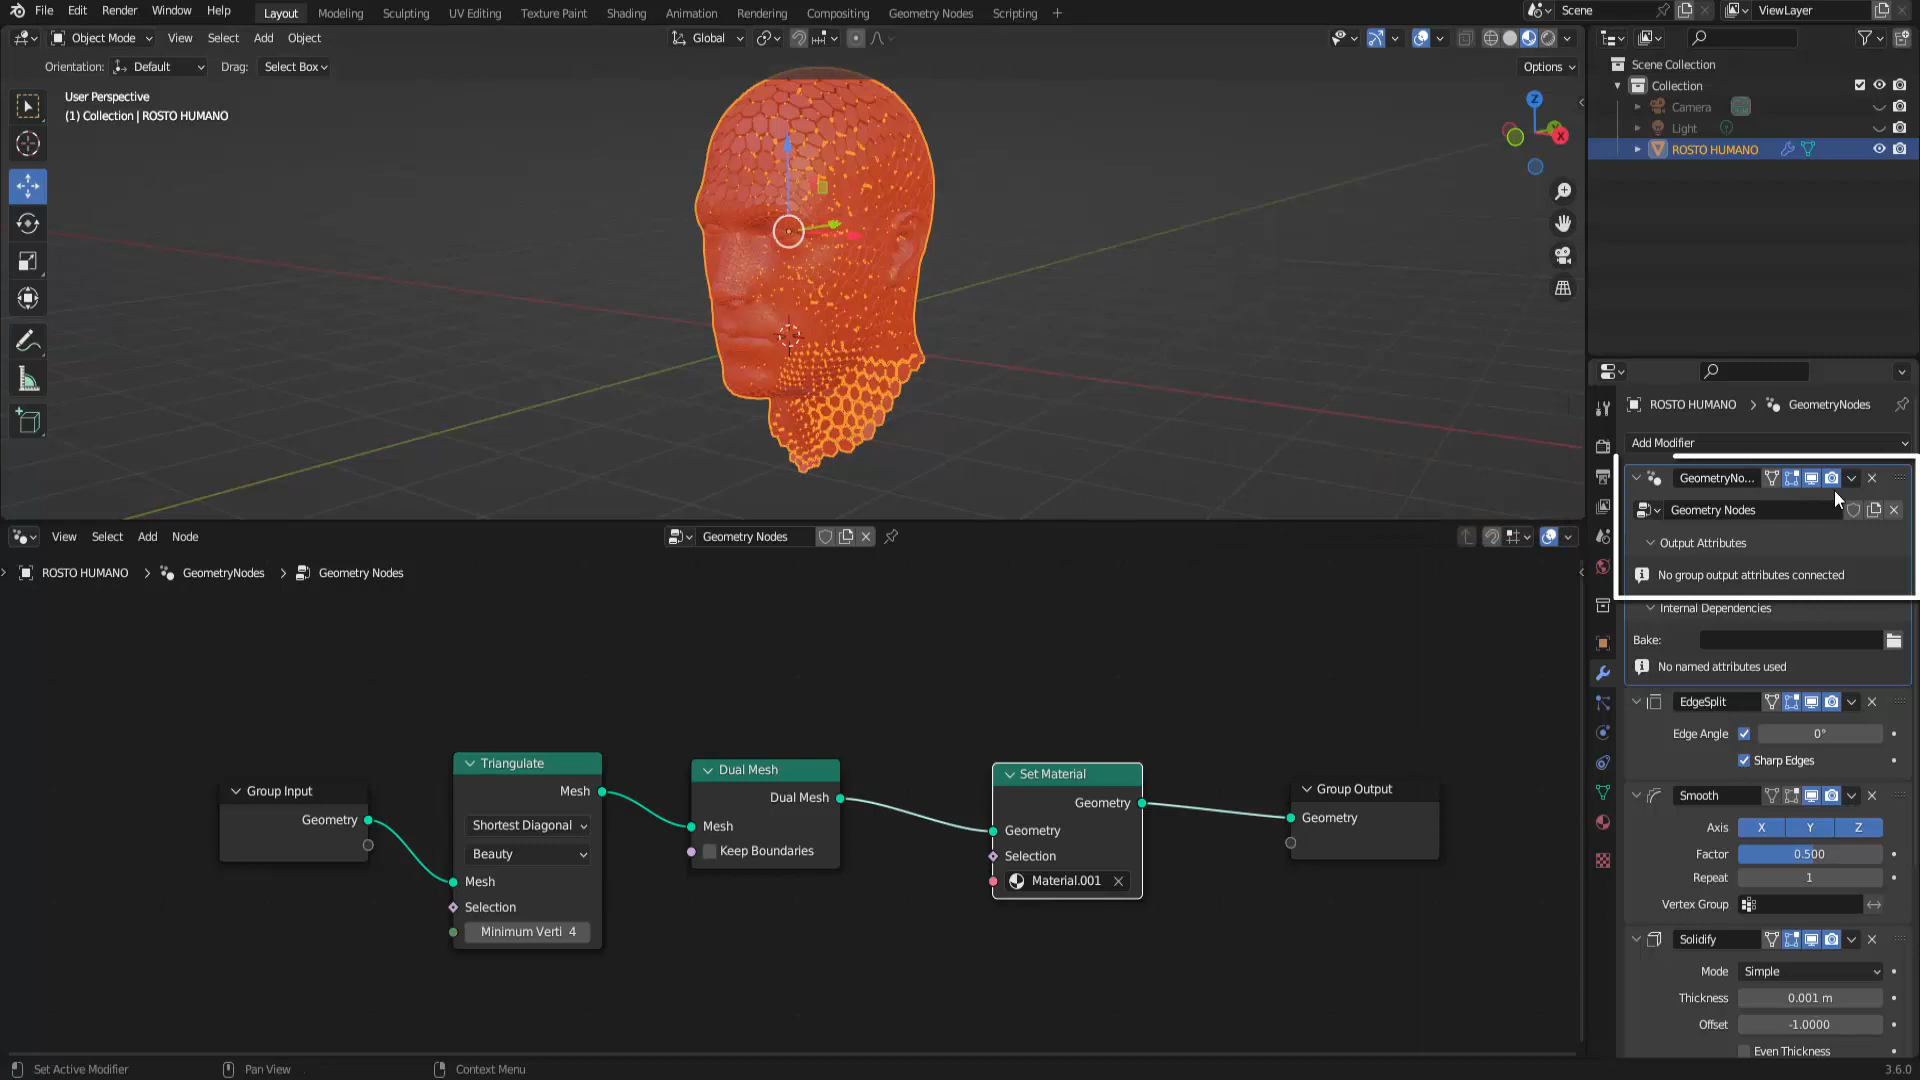 File Edit Render Window Help Layout Modeling Sculpting UV Editing Texture Paint Shading Animation Rendering Compositing Geometry Nodes Scripting + Scene ViewLayer
Object Mode View Select Add Object Global
Orientation: Default Drag: Select Box Options
User Perspective
(1) Collection | ROSTO HUMANO
Z
Y
X
Scene Collection
Collection
Camera
Light
ROSTO HUMANO
ROSTO HUMANO > GeometryNodes
Add Modifier
GeometryNo...
Geometry Nodes
Output Attributes
No group output attributes connected
Internal Dependencies
Bake:
No named attributes used
EdgeSplit
Edge Angle 0°
Sharp Edges
Smooth
Axis X Y Z
Factor 0.500
Repeat 1
Vertex Group
Solidify
Mode Simple
Thickness 0.001 m
Offset -1.0000
Even Thickness
View Select Add Node Geometry Nodes
ROSTO HUMANO > GeometryNodes > Geometry Nodes
Group Input
Geometry
Triangulate
Mesh
Shortest Diagonal
Beauty
Mesh
Selection
Minimum Verti 4
Dual Mesh
Dual Mesh
Mesh
Keep Boundaries
Set Material
Geometry
Geometry
Selection
Material.001
Group Output
Geometry
Set Active Modifier Pan View Context Menu 3.6.0